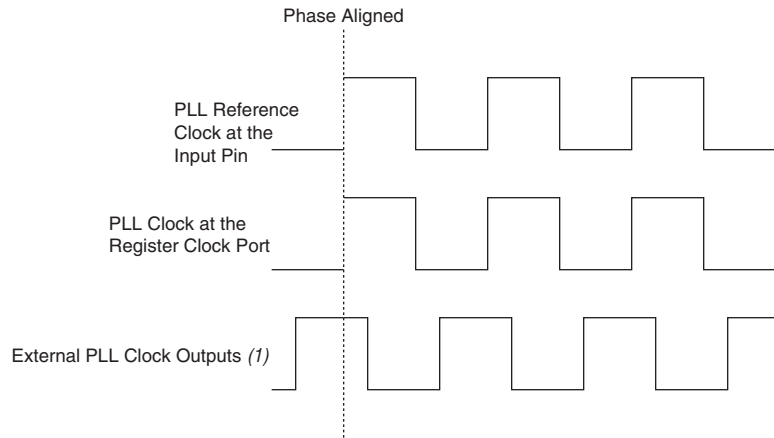 Phase Aligned
PLL Reference
Clock at the
Input Pin
PLL Clock at the
Register Clock Port
External PLL Clock Outputs (1)